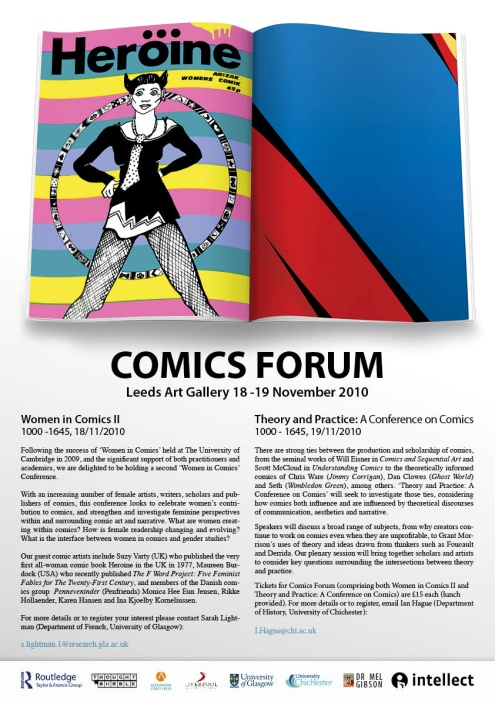 Heröine
ARTZAK
WOMENS COMIK
45p
COMICS FORUM
Leeds Art Gallery 18 -19 November 2010
Women in Comics II
1000 -1645, 18/11/2010
Following the success of ‘Women in Comics’ held at The University of
Cambridge in 2009, and the significant support of both practitioners and
academics, we are delighted to be holding a second ‘Women in Comics’
Conference.
With an increasing number of female artists, writers, scholars and pub-
lishers of comics, this conference looks to celebrate women’s contri-
bution to comics, and strengthen and investigate feminine perspectives
within and surrounding comic art and narrative. What are women creat-
ing within comics? How is female readership changing and evolving?
What is the interface between women in comics and gender studies?
Our guest comic artists include Suzy Varty (UK) who published the very
first all-woman comic book Heroine in the UK in 1977, Maureen Bur-
dock (USA) who recently published The F Word Project: Five Feminist
Fables for The Twenty-First Century, and members of the Danish com-
ics group Penneveninder (Penfriends) Monica Hee Eun Jensen, Rikke
Hollaender, Karen Hansen and Ina Kjoelby Korneliussen.
For more details or to register your interest please contact Sarah Light-
man (Department of French, University of Glasgow):
s.lightman.1@research.gla.ac.uk
Theory and Practice: A Conference on Comics
1000 - 1645, 19/11/2010
There are strong ties between the production and scholarship of comics,
from the seminal works of Will Eisner in Comics and Sequential Art and
Scott McCloud in Understanding Comics to the theoretically informed
comics of Chris Ware (Jimmy Corrigan), Dan Clowes (Ghost World)
and Seth (Wimbledon Green), among others. ‘Theory and Practice: A
Conference on Comics’ will seek to investigate those ties, considering
how comics both influence and are influenced by theoretical discourses
of communication, aesthetics and narrative.
Speakers will discuss a broad range of subjects, from why creators con-
tinue to work on comics even when they are unprofitable, to Grant Mor-
rison’s uses of theory and ideas drawn from thinkers such as Foucault
and Derrida. Our plenary session will bring together scholars and artists
to consider key questions surrounding the intersections between theory
and practice.
Tickets for Comics Forum (comprising both Women in Comics II and
Theory and Practice: A Conference on Comics) are £15 each (lunch
provided). For more details or to register, email Ian Hague (Department
of History, University of Chichester):
I.Hague@chi.ac.uk
Routledge
Taylor & Francis Group
THOUGHT
BUBBLE
LIVERPOOL
University
of Glasgow
University
Chichester
DR MEL
GIBSON
intellect